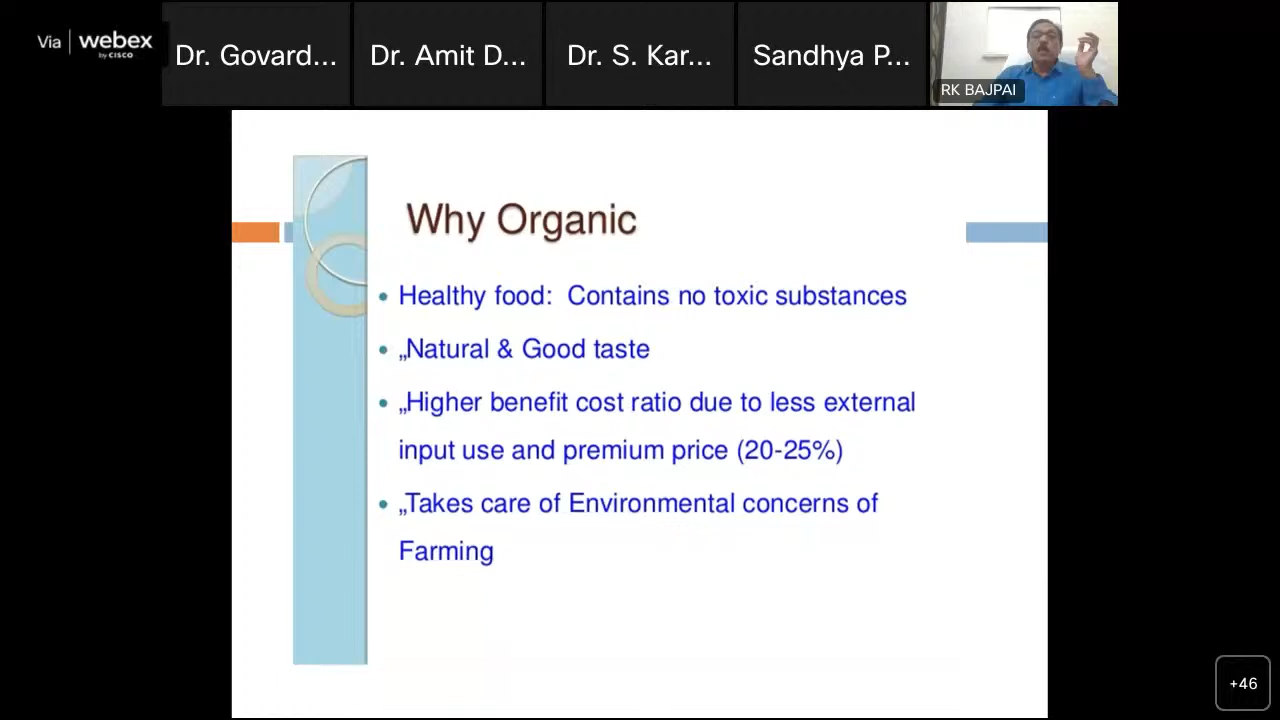 Via | webex
by CISCO
Dr. Govard...
Dr. Amit D...
Dr. S. Kar...
Sandhya P...
RK BAJPAI
Why Organic
• Healthy food:  Contains no toxic substances
• „Natural & Good taste
• „Higher benefit cost ratio due to less external
input use and premium price (20-25%)
• „Takes care of Environmental concerns of
Farming
+46